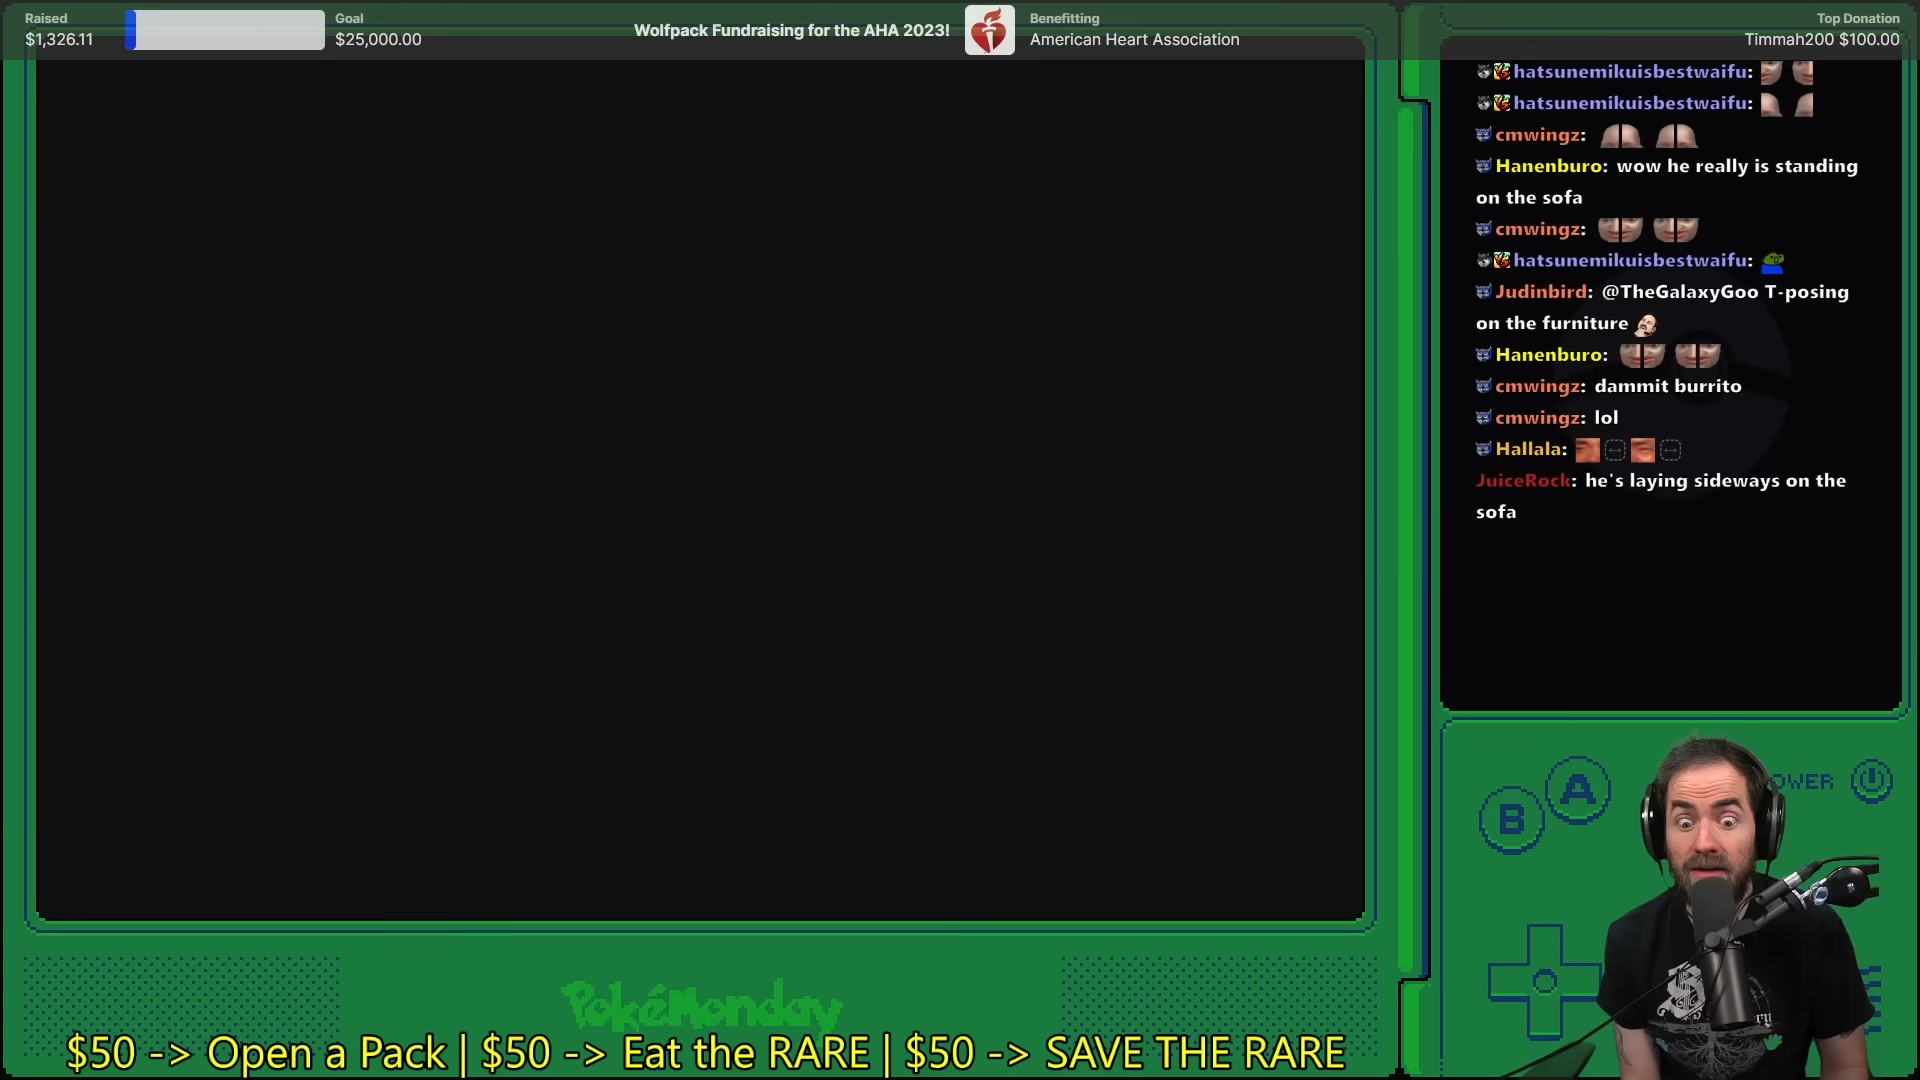 Raised
$1,326.11
Goal
$25,000.00
Wolfpack Fundraising for the AHA 2023!
Benefitting
American Heart Association
Top Donation
Timmah200 $100.00
hatsunemikuisbestwaifu:
hatsunemikuisbestwaifu:
cmwingz:
Hanenburo: wow he really is standing
on the sofa
cmwingz:
hatsunemikuisbestwaifu:
Judinbird: @TheGalaxyGoo T-posing
on the furniture
Hanenburo:
cmwingz: dammit burrito
cmwingz: lol
Hallala:
JuiceRock: he's laying sideways on the
sofa
B
A
PokéMonday
$50 -> Open a Pack | $50 -> Eat the RARE | $50 -> SAVE THE RARE